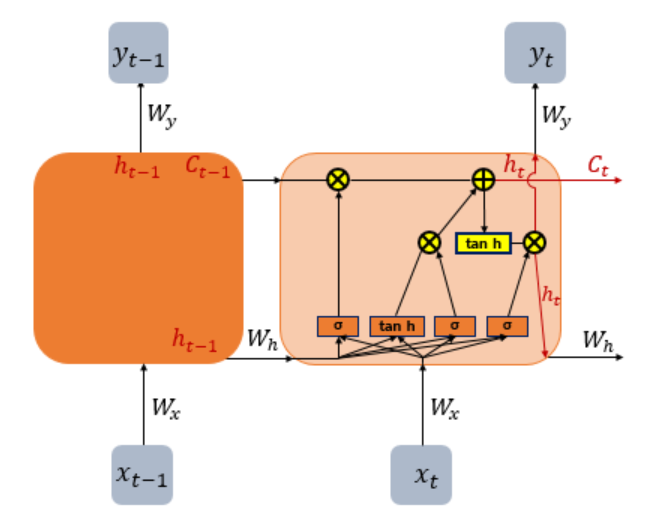 y_{t-1} y_t
W_y W_y
h_{t-1} C_{t-1} h_t C_t
tan h
h_t
σ tan h σ σ
h_{t-1} W_h W_h
W_x W_x
x_{t-1} x_t